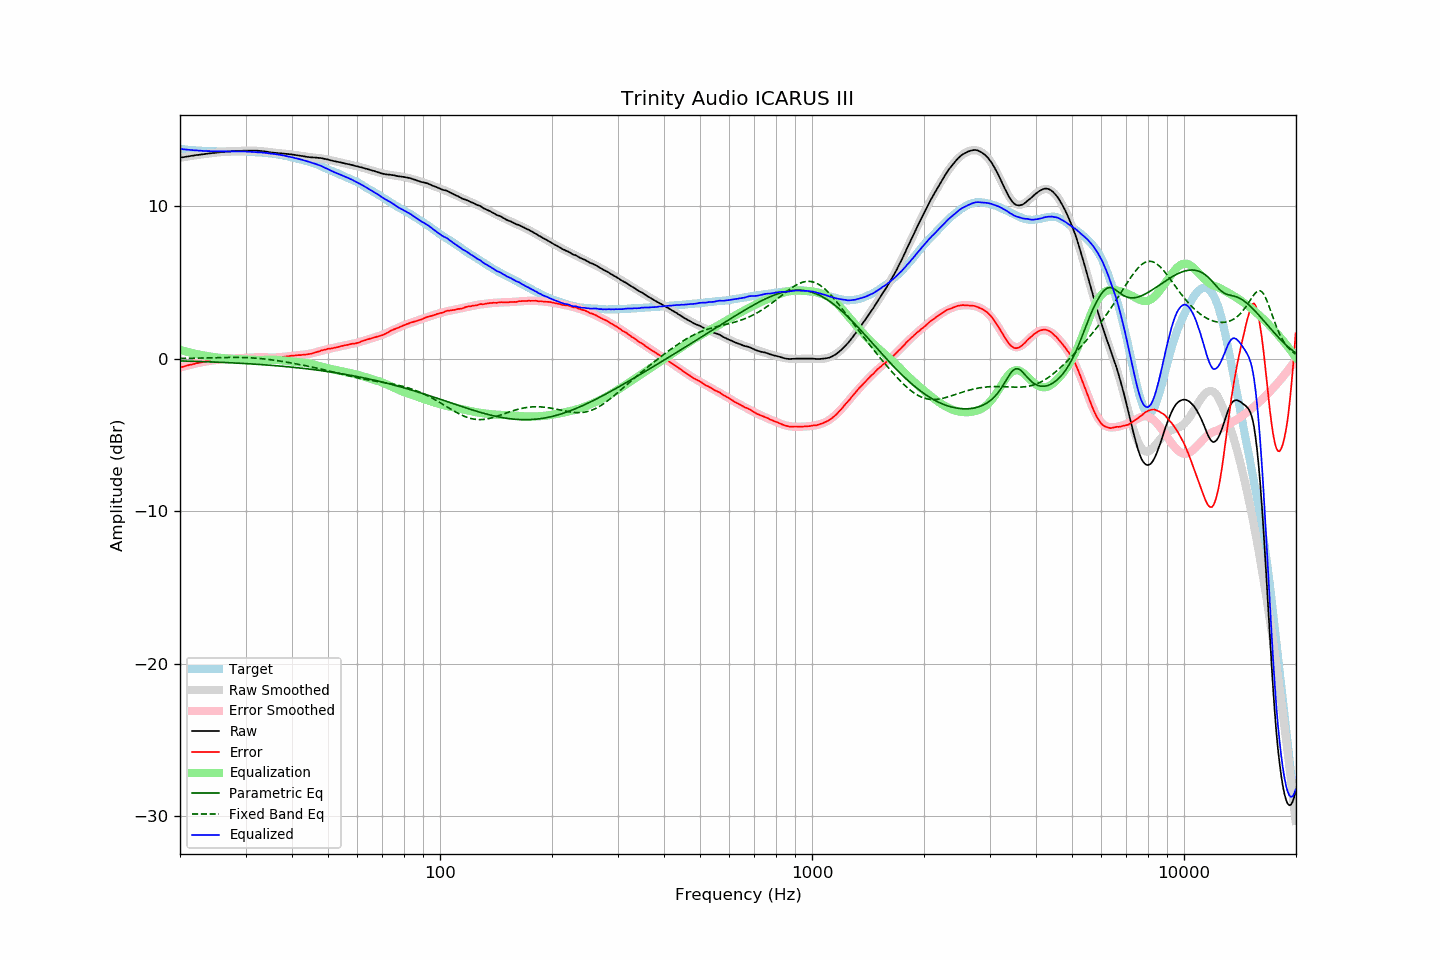 Trinity Audio ICARUS III
10
0
−10
−20
−30
Amplitude (dBr)
Target
Raw Smoothed
Error Smoothed
Raw
Error
Equalization
Parametric Eq
Fixed Band Eq
Equalized
100
1000
10000
Frequency (Hz)